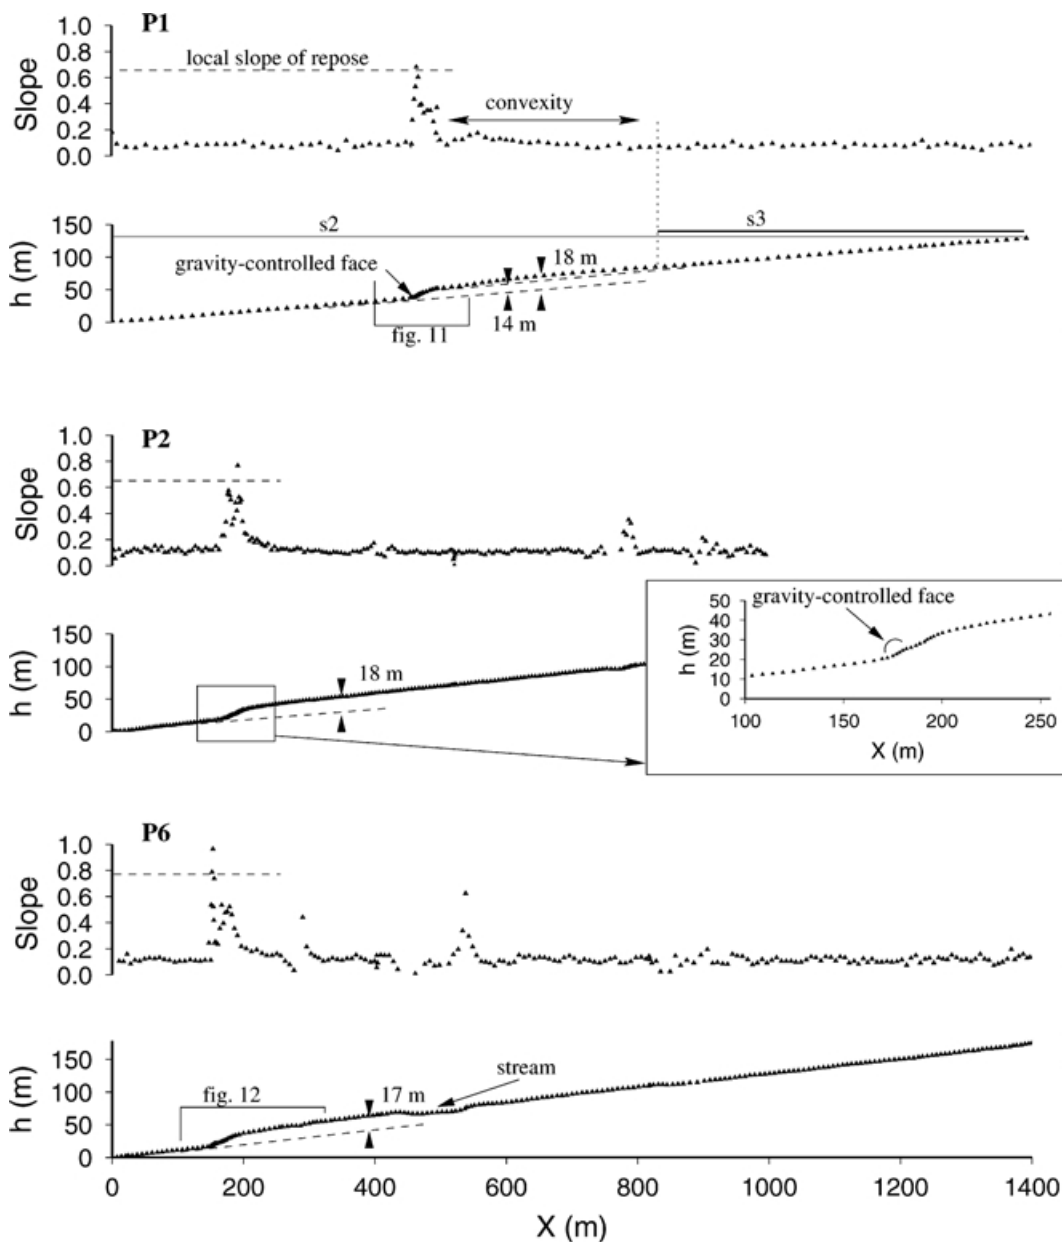 P1
Slope
1.0
0.8
0.6
0.4
0.2
0.0
local slope of repose
convexity
h (m)
150
100
50
0
s2
s3
gravity-controlled face
18 m
14 m
fig. 11
P2
Slope
1.0
0.8
0.6
0.4
0.2
0.0
h (m)
150
100
50
0
18 m
gravity-controlled face
h (m)
50
40
30
20
10
0
100 150 200 250
X (m)
P6
Slope
1.0
0.8
0.6
0.4
0.2
0.0
h (m)
150
100
50
0
fig. 12
17 m
stream
0 200 400 600 800 1000 1200 1400
X (m)